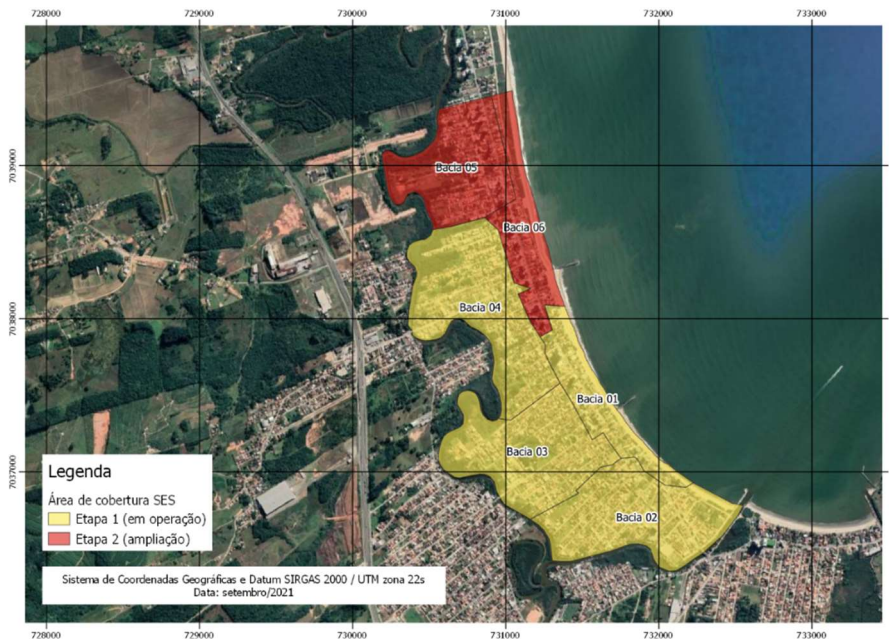 728000 729000 730000 731000 732000 733000
7039000
7038000
7037000
Bacia 05
Bacia 06
Bacia 04
Bacia 01
Bacia 03
Bacia 02
Legenda
Área de cobertura SES
Etapa 1 (em operação)
Etapa 2 (ampliação)
Sistema de Coordenadas Geográficas e Datum SIRGAS 2000 / UTM zona 22s
Data: setembro/2021
728000 729000 730000 731000 732000 733000